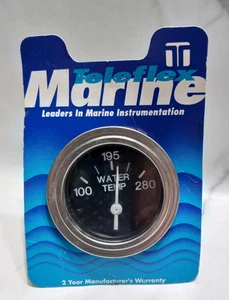 Teleflex
Marine
Leaders In Marine Instrumentation
195
100 280
WATER
TEMP
2 Year Manufacturer's Warranty